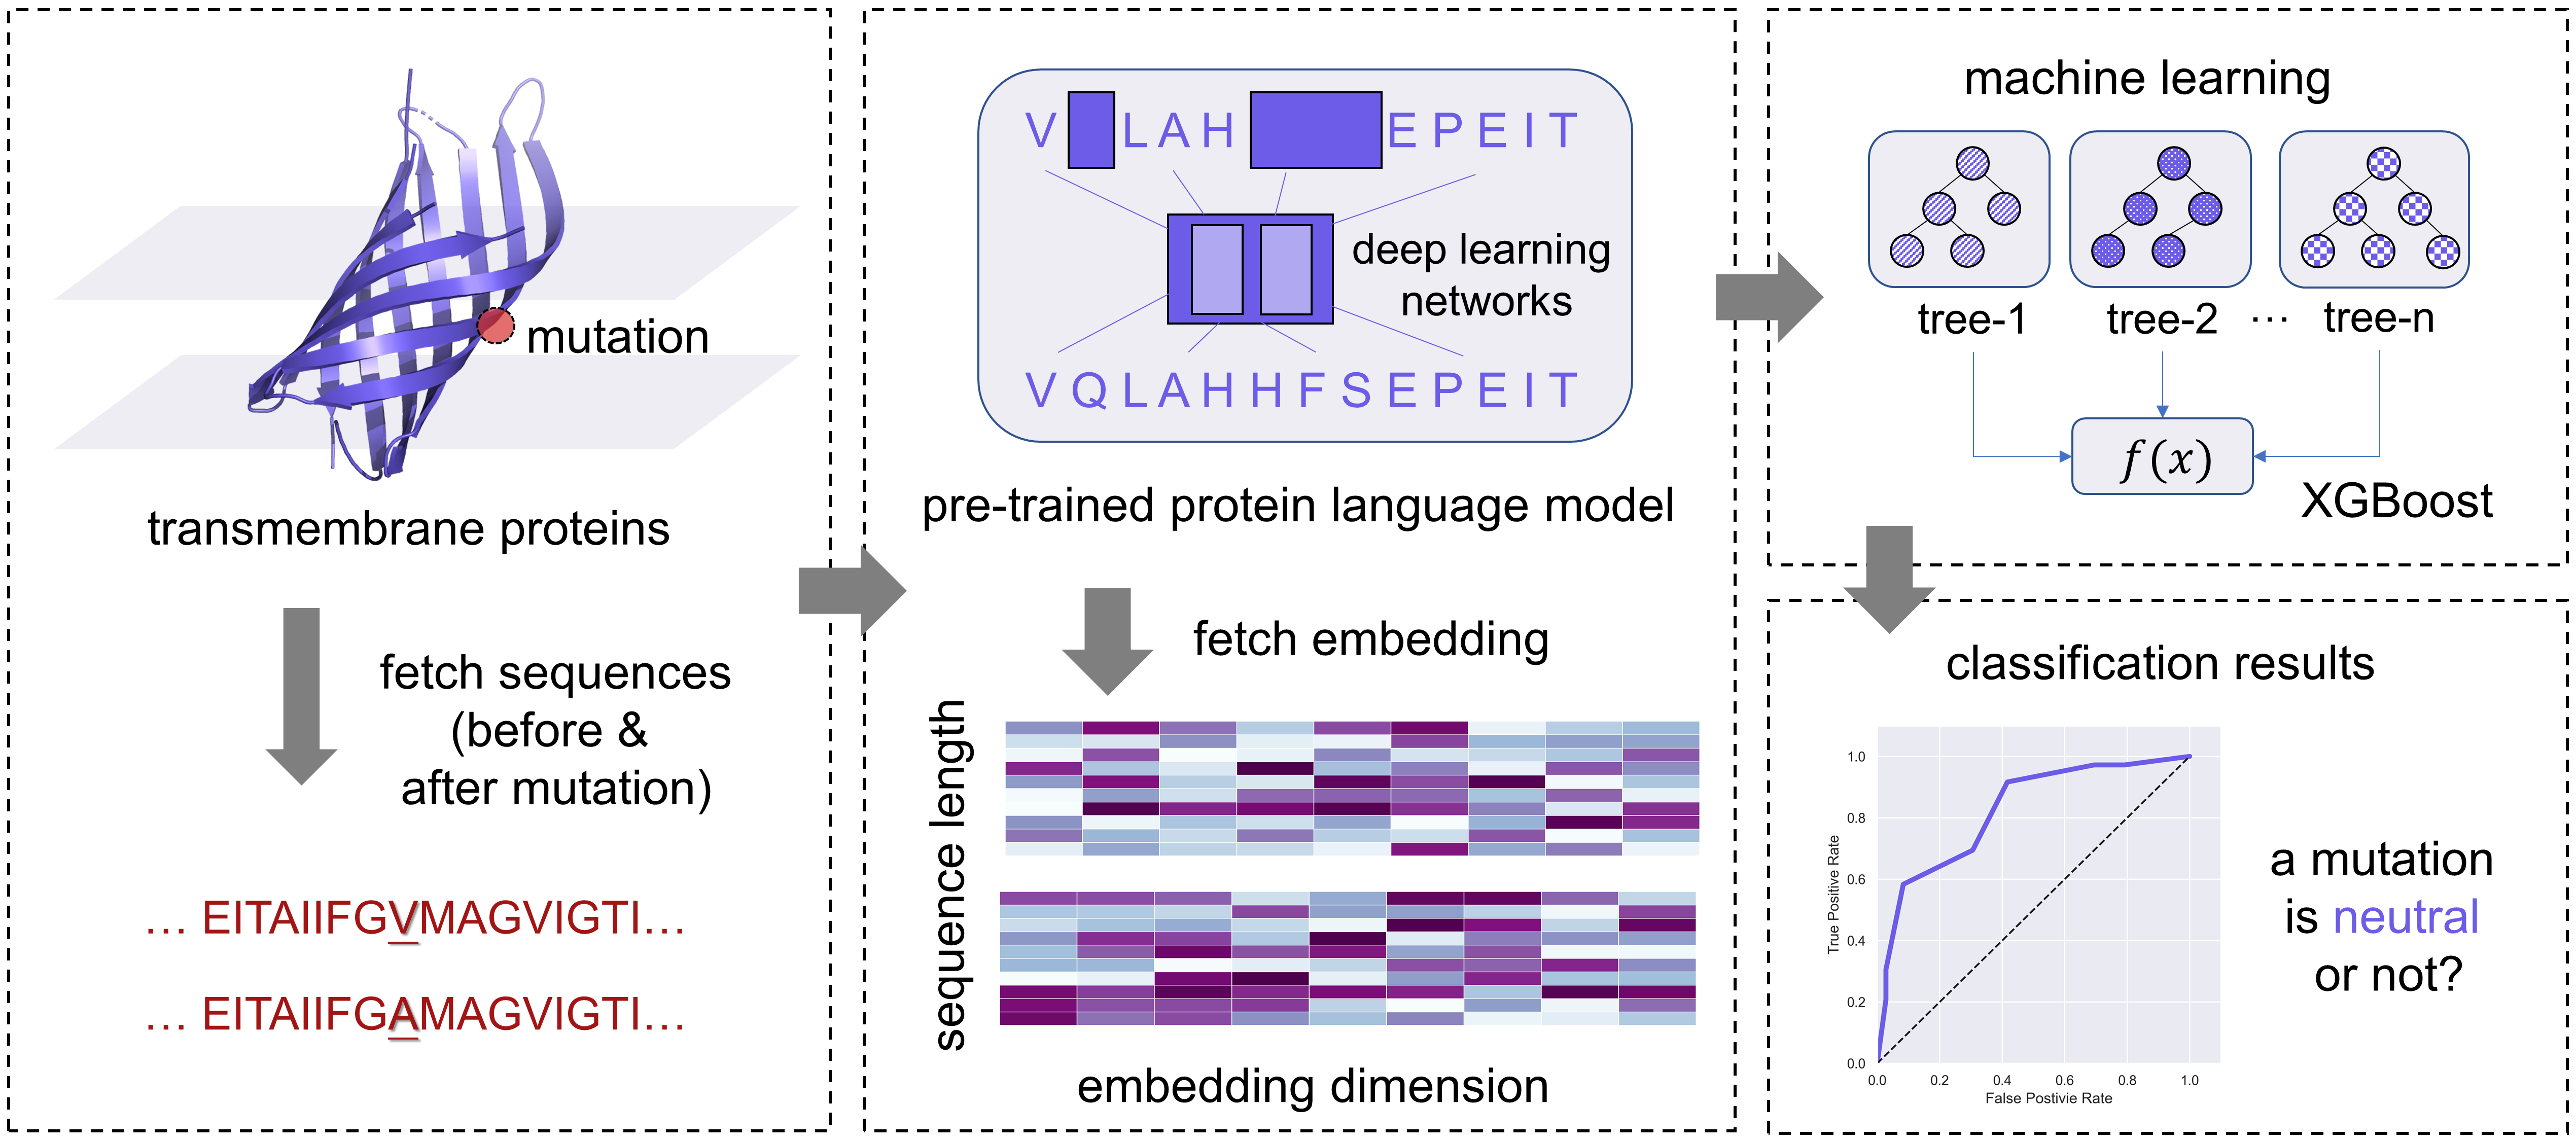 mutation
transmembrane proteins
fetch sequences
(before &
after mutation)
... EITAIIFGVMAGVIGTI...
... EITAIIFGAMAGVIGTI...
V LAH EPEIT
deep learning
networks
VQLAHHFSEPEIT
pre-trained protein language model
fetch embedding
sequence length
embedding dimension
machine learning
tree-1
tree-2
...
tree-n
f(x)
XGBoost
classification results
True Positive Rate
1.0
0.8
0.6
0.4
0.2
0.0
0.0 0.2 0.4 0.6 0.8 1.0
False Postivie Rate
a mutation
is neutral
or not?